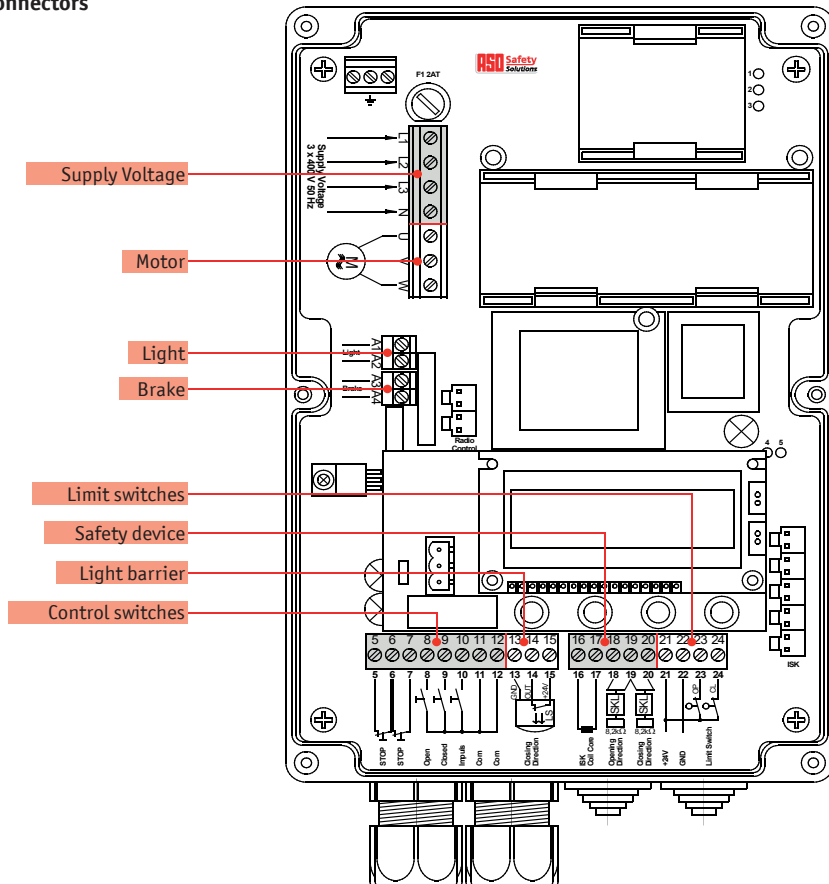 onnectors
ASO Safety Solutions
F1 2AT
1
2
3
L1
L2
L3
N
U
V
W
Supply Voltage
3 x 400 V 50 Hz
M
Supply Voltage
Motor
Light
Brake
Limit switches
Safety device
Light barrier
Control switches
A1
A2
Light
A3
A4
Brake
Radio
Control
4 5
ISK
5 6 7 8 9 10 11 12 13 14 15
16 17 18 19 20 21 22 23 24
5 6 7 8 9 10 11 12 13 14 15
16 17 18 19 20 21 22 23 24
GND
OUT
+24V
LS
SKL
SKL
8,2kΩ
8,2kΩ
OP
CL
STOP
STOP
Open
Closed
Impuls
Com
Com
Closing
Direction
ISK
Coil Core
Opening
Direction
Closing
Direction
+24V
GND
Limit Switch